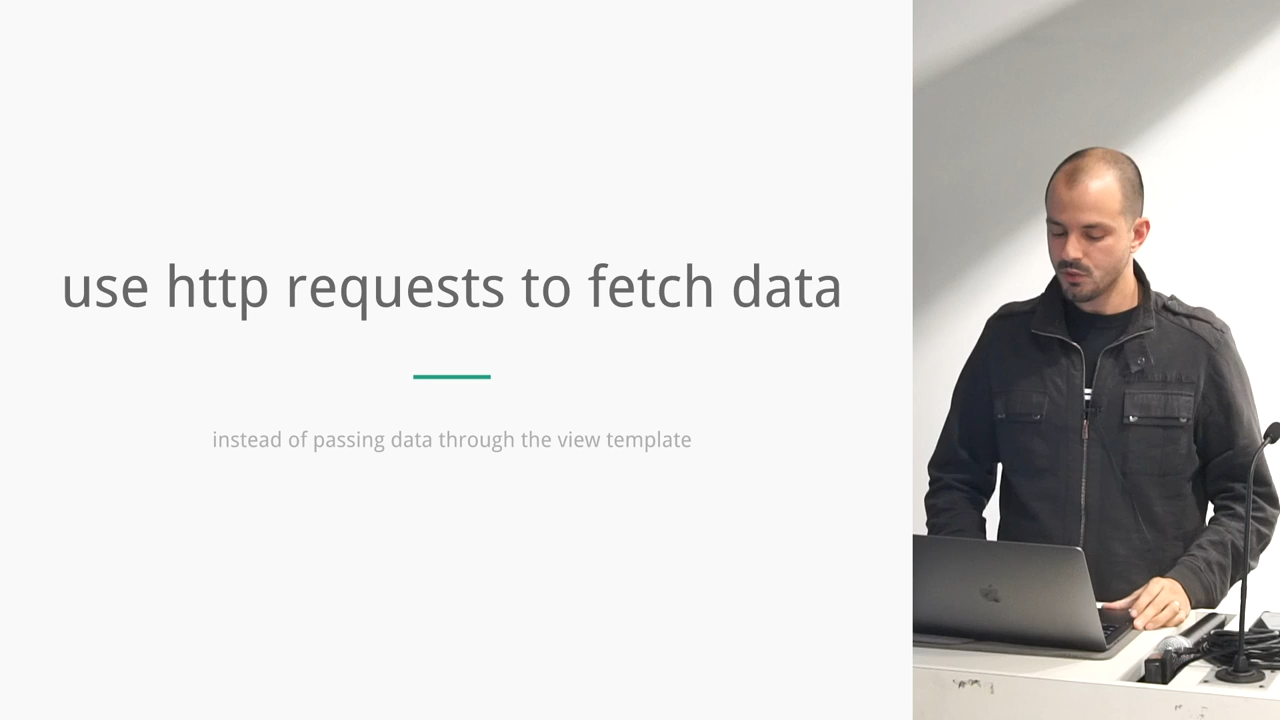 use http requests to fetch data
instead of passing data through the view template